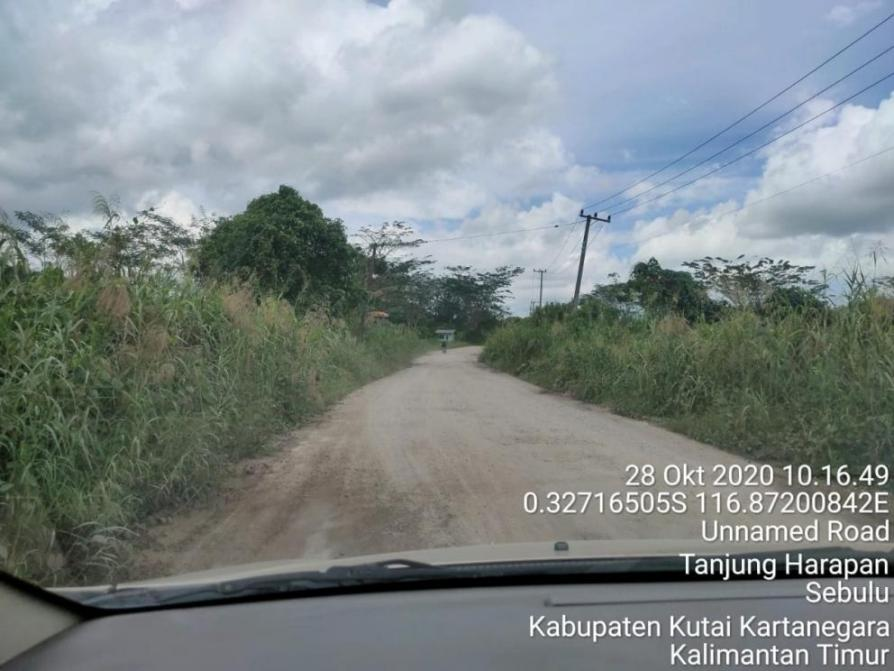 28 Okt 2020 10.16.49
0.32716505S 116.87200842E
Unnamed Road
Tanjung Harapan
Sebulu
Kabupaten Kutai Kartanegara
Kalimantan Timur